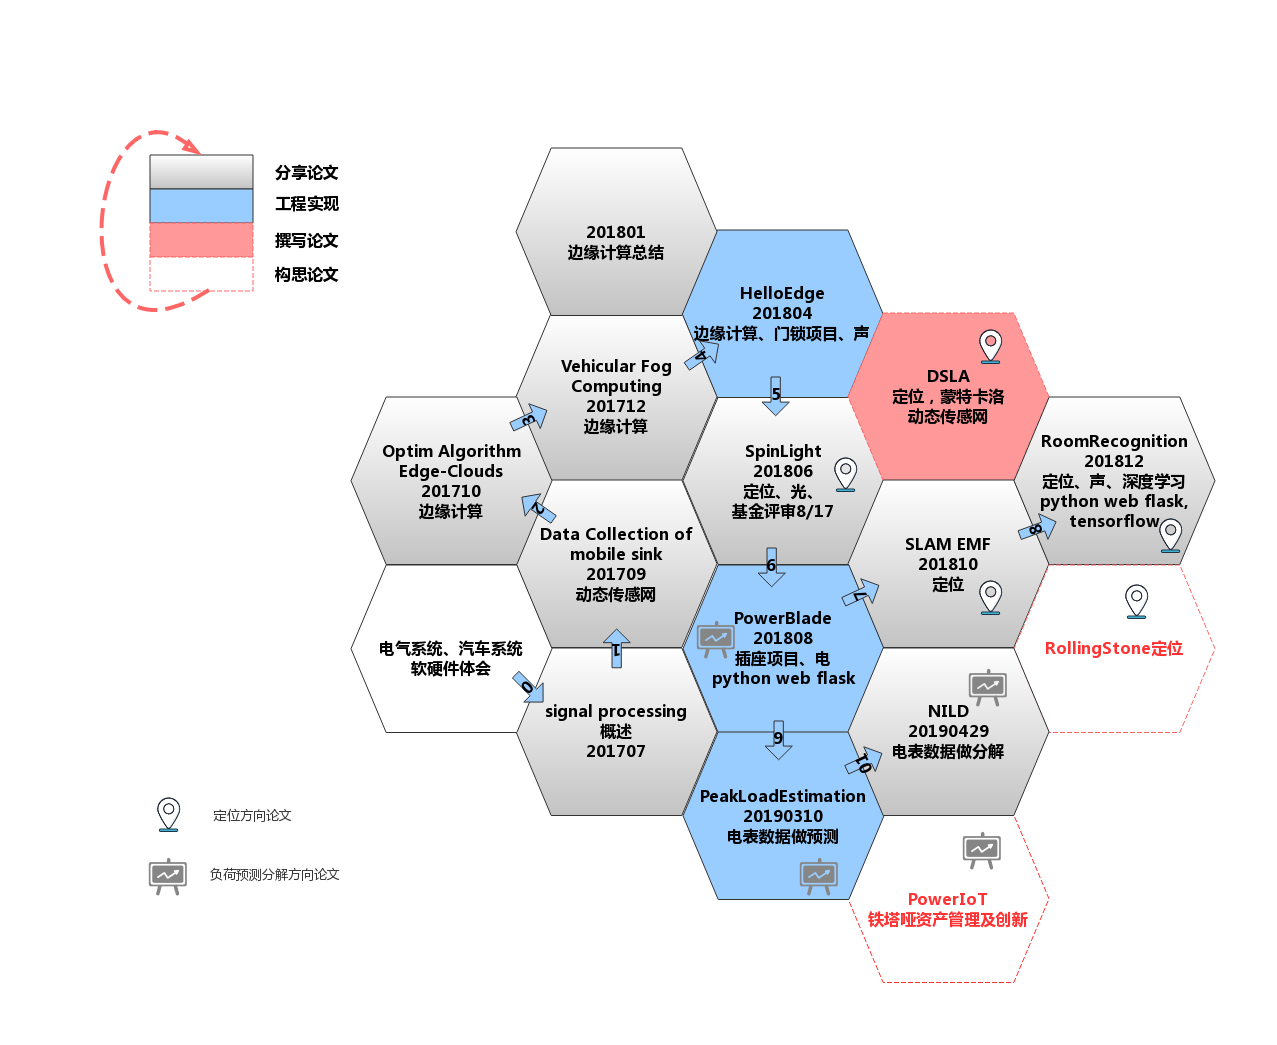 分享论文
工程实现
撰写论文
构思论文
201801
边缘计算总结
HelloEdge
201804
边缘计算、门锁项目、声
Vehicular Fog
Computing
201712
边缘计算
4
5
DSLA
定位，蒙特卡洛
动态传感网
3
Optim Algorithm
Edge-Clouds
201710
边缘计算
SpinLight
201806
定位、光、
基金评审8/17
RoomRecognition
201812
定位、声、深度学习
python web flask,
tensorflow
2
Data Collection of
mobile sink
201709
动态传感网
SLAM EMF
201810
定位
8
6
7
电气系统、汽车系统
软硬件体会
PowerBlade
201808
插座项目、电
python web flask
RollingStone定位
1
0
signal processing
概述
201707
NILD
20190429
电表数据做分解
9
10
PeakLoadEstimation
20190310
电表数据做预测
定位方向论文
负荷预测分解方向论文
PowerIoT
铁塔哑资产管理及创新